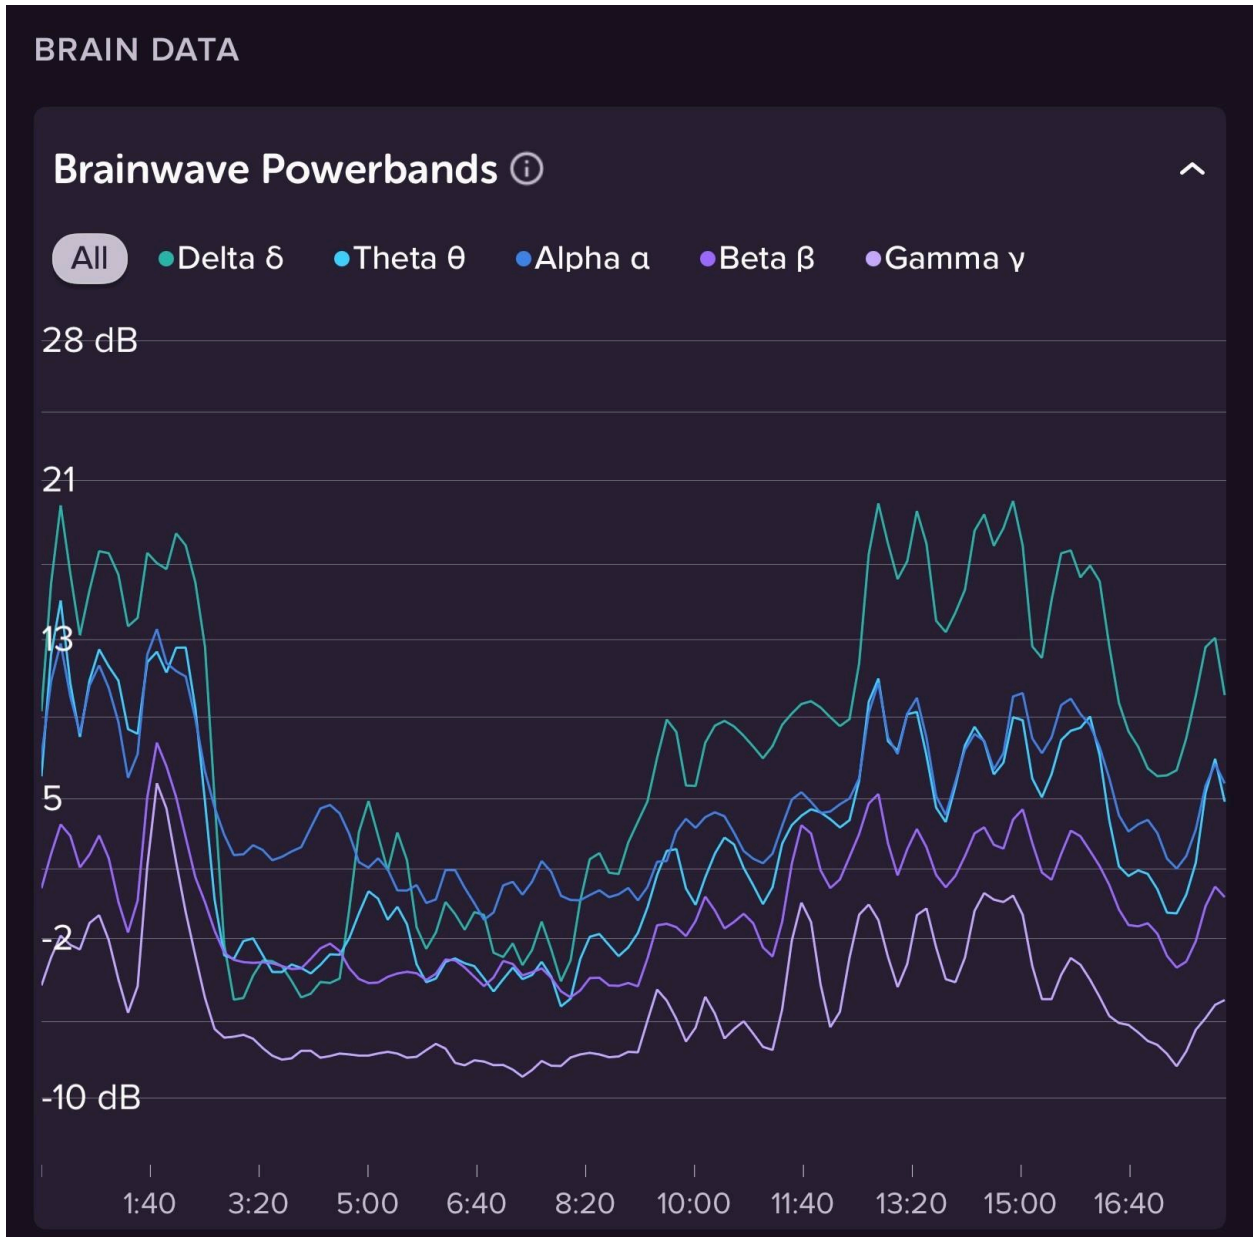 BRAIN DATA
Brainwave Powerbands
All Delta δ Theta θ Alpha α Beta β Gamma γ
28 dB
21
13
5
-2
-10 dB
1:40 3:20 5:00 6:40 8:20 10:00 11:40 13:20 15:00 16:40